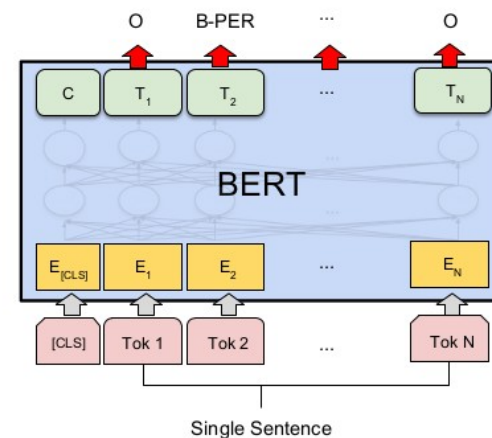 O B-PER ... O
C T1 T2 ... TN
...
BERT
...
E[CLS] E1 E2 ... EN
[CLS] Tok 1 Tok 2 ... Tok N
Single Sentence